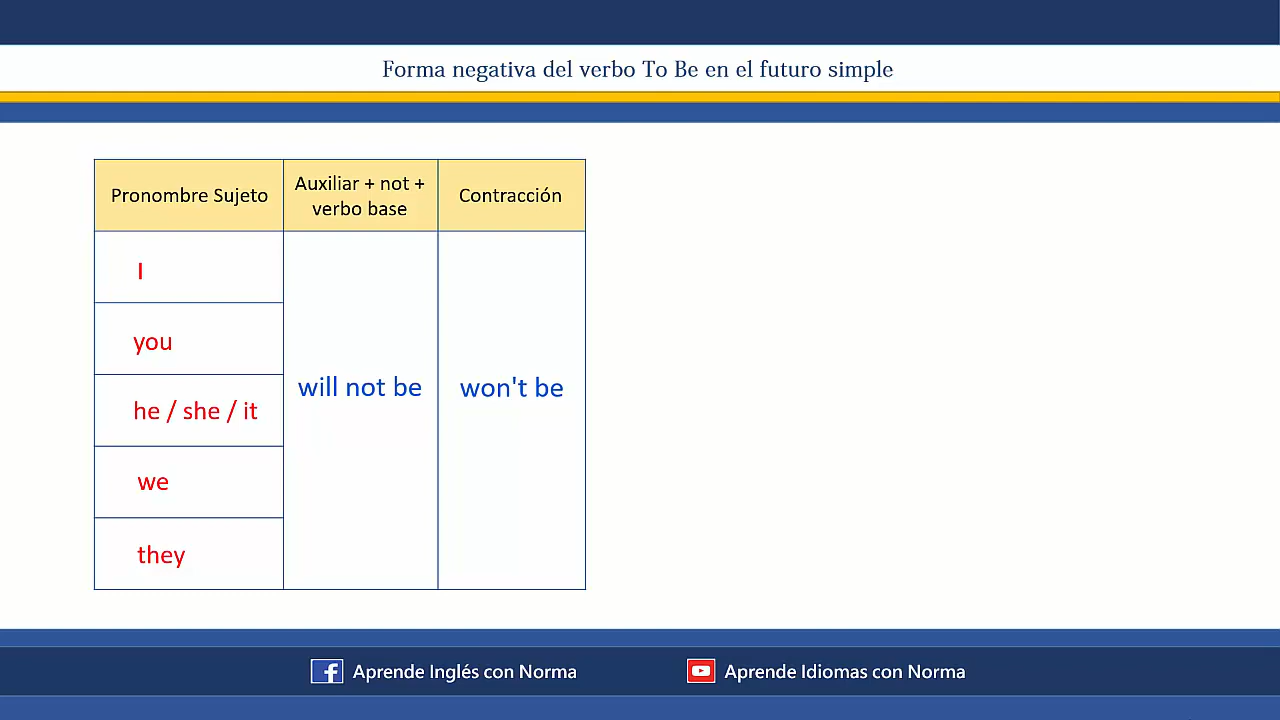 Forma negativa del verbo To Be en el futuro simple
Pronombre Sujeto
Auxiliar + not +
verbo base
Contracción
I
you
he / she / it
we
they
will not be
won't be
Aprende Inglés con Norma
Aprende Idiomas con Norma